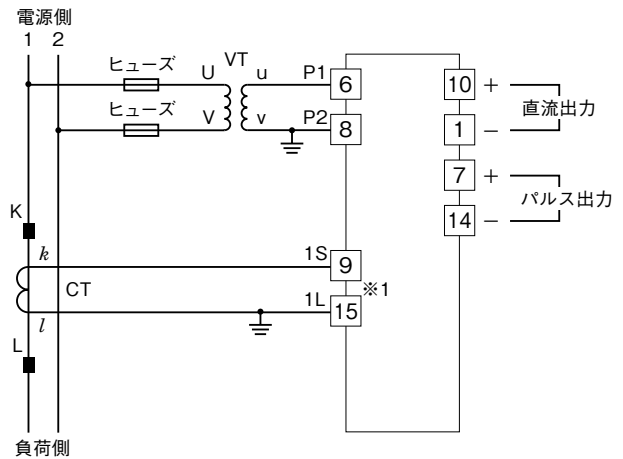 電源側
1 2
ヒューズ
U VT u P1 6
ヒューズ
V v P2 8
10 +
直流出力
1 −
7 +
パルス出力
14 −
K
k
1S 9
CT
※1
1L 15
l
L
負荷側